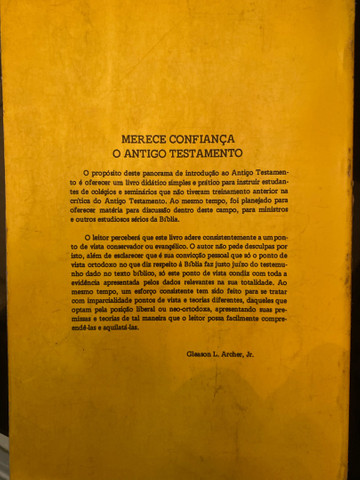 MERECE CONFIANÇA
O ANTIGO TESTAMENTO
O propósito deste panorama de introdução ao Antigo Testamen-
to é oferecer um livro didático simples e prático para instruir estudan-
tes de colégios e seminários que não tiveram treinamento anterior na
crítica do Antigo Testamento. Ao mesmo tempo, foi planejado para
oferecer matéria para discussão dentro deste campo, para ministros
e outros estudiosos sérios da Bíblia.
O leitor perceberá que este livro adere consistentemente a um pon-
to de vista conservador ou evangélico. O autor não pede desculpas por
isto, além de esclarecer que é sua convicção pessoal que só o ponto de
vista ortodoxo no que diz respeito à Bíblia faz justo juízo do testemu-
nho dado no texto bíblico, só este ponto de vista condiz com toda a
evidência apresentada pelos dados relevantes na sua totalidade. Ao
mesmo tempo, um esforço consistente tem sido feito para se tratar
com imparcialidade pontos de vista e teorias diferentes, daqueles que
optam pela posição liberal ou neo-ortodoxa, apresentando suas pre-
missas e teorias de tal maneira que o leitor possa facilmente compre-
endê-las e aquilatá-las.
Gleason L. Archer, Jr.